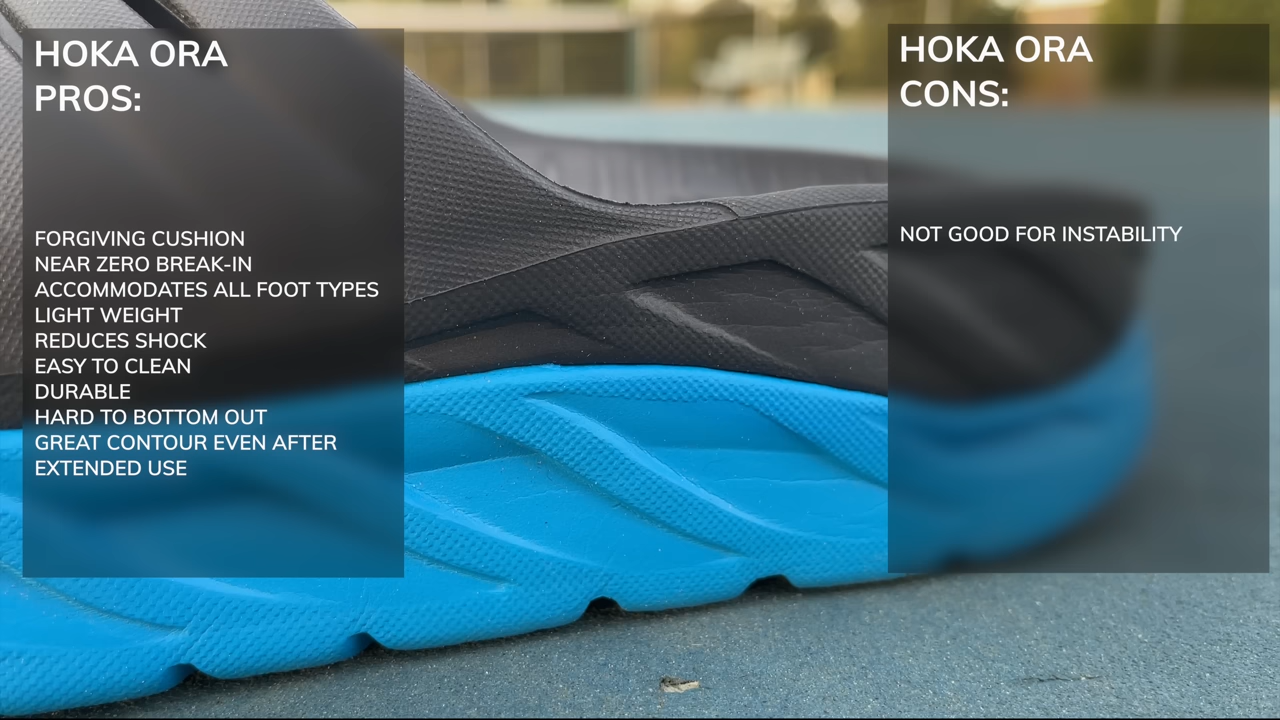 HOKA ORA
PROS:
FORGIVING CUSHION
NEAR ZERO BREAK-IN
ACCOMMODATES ALL FOOT TYPES
LIGHT WEIGHT
REDUCES SHOCK
EASY TO CLEAN
DURABLE
HARD TO BOTTOM OUT
GREAT CONTOUR EVEN AFTER
EXTENDED USE
HOKA ORA
CONS:
NOT GOOD FOR INSTABILITY